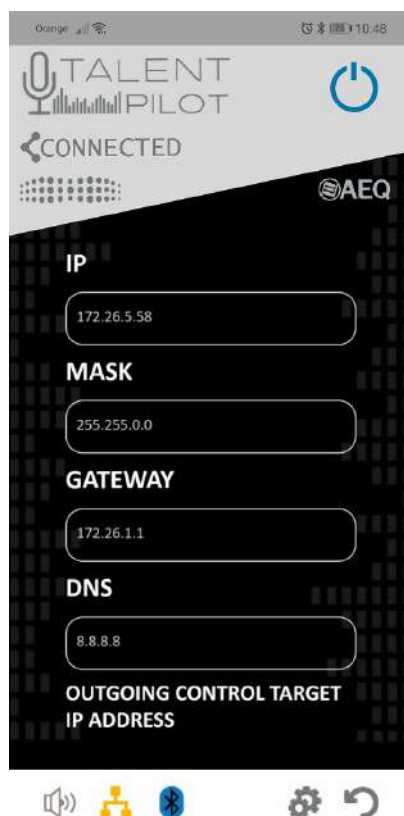 Orange 10:48
TALENT
PILOT
CONNECTED
AEQ
IP
172.26.5.58
MASK
255.255.0.0
GATEWAY
172.26.1.1
DNS
8.8.8.8
OUTGOING CONTROL TARGET
IP ADDRESS